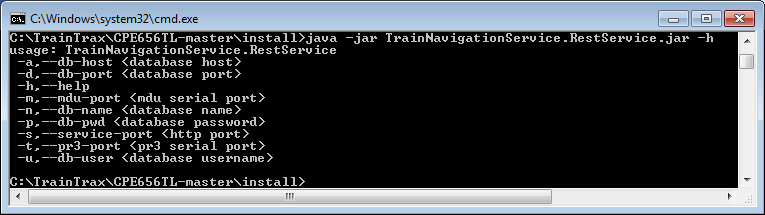 C:\Windows\system32\cmd.exe
C:\TrainTrax\CPE656TL-master\install>java -jar TrainNavigationService.RestService.jar -h
usage: TrainNavigationService.RestService
-a,--db-host <database host>
-d,--db-port <database port>
-h,--help
-m,--mdu-port <mdu serial port>
-n,--db-name <database name>
-p,--db-pwd <database password>
-s,--service-port <http port>
-t,--pr3-port <pr3 serial port>
-u,--db-user <database username>
C:\TrainTrax\CPE656TL-master\install>